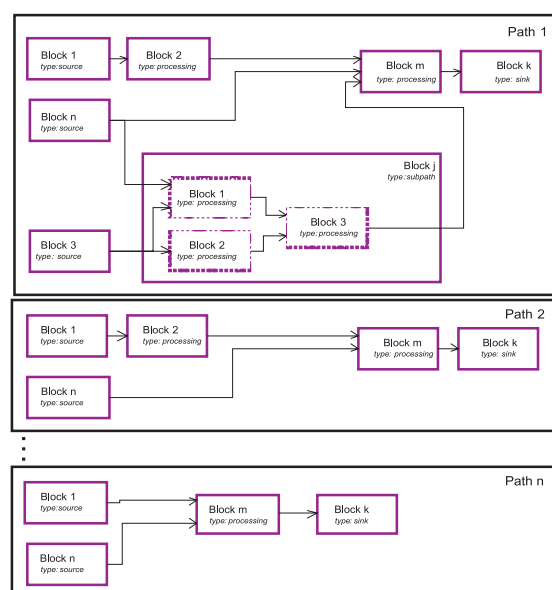 Path 1
Block 1
type:source
Block 2
type:processing
Block m
type: processing
Block k
type: sink
Block n
type: source
Block j
type:subpath
Block 1
type: processing
Block 3
type: processing
Block 3
type: source
Block 2
type: processing
Path 2
Block 1
type:source
Block 2
type:processing
Block m
type: processing
Block k
type: sink
Block n
type: source
Path n
Block 1
type:source
Block m
type:processing
Block k
type: sink
Block n
type: source